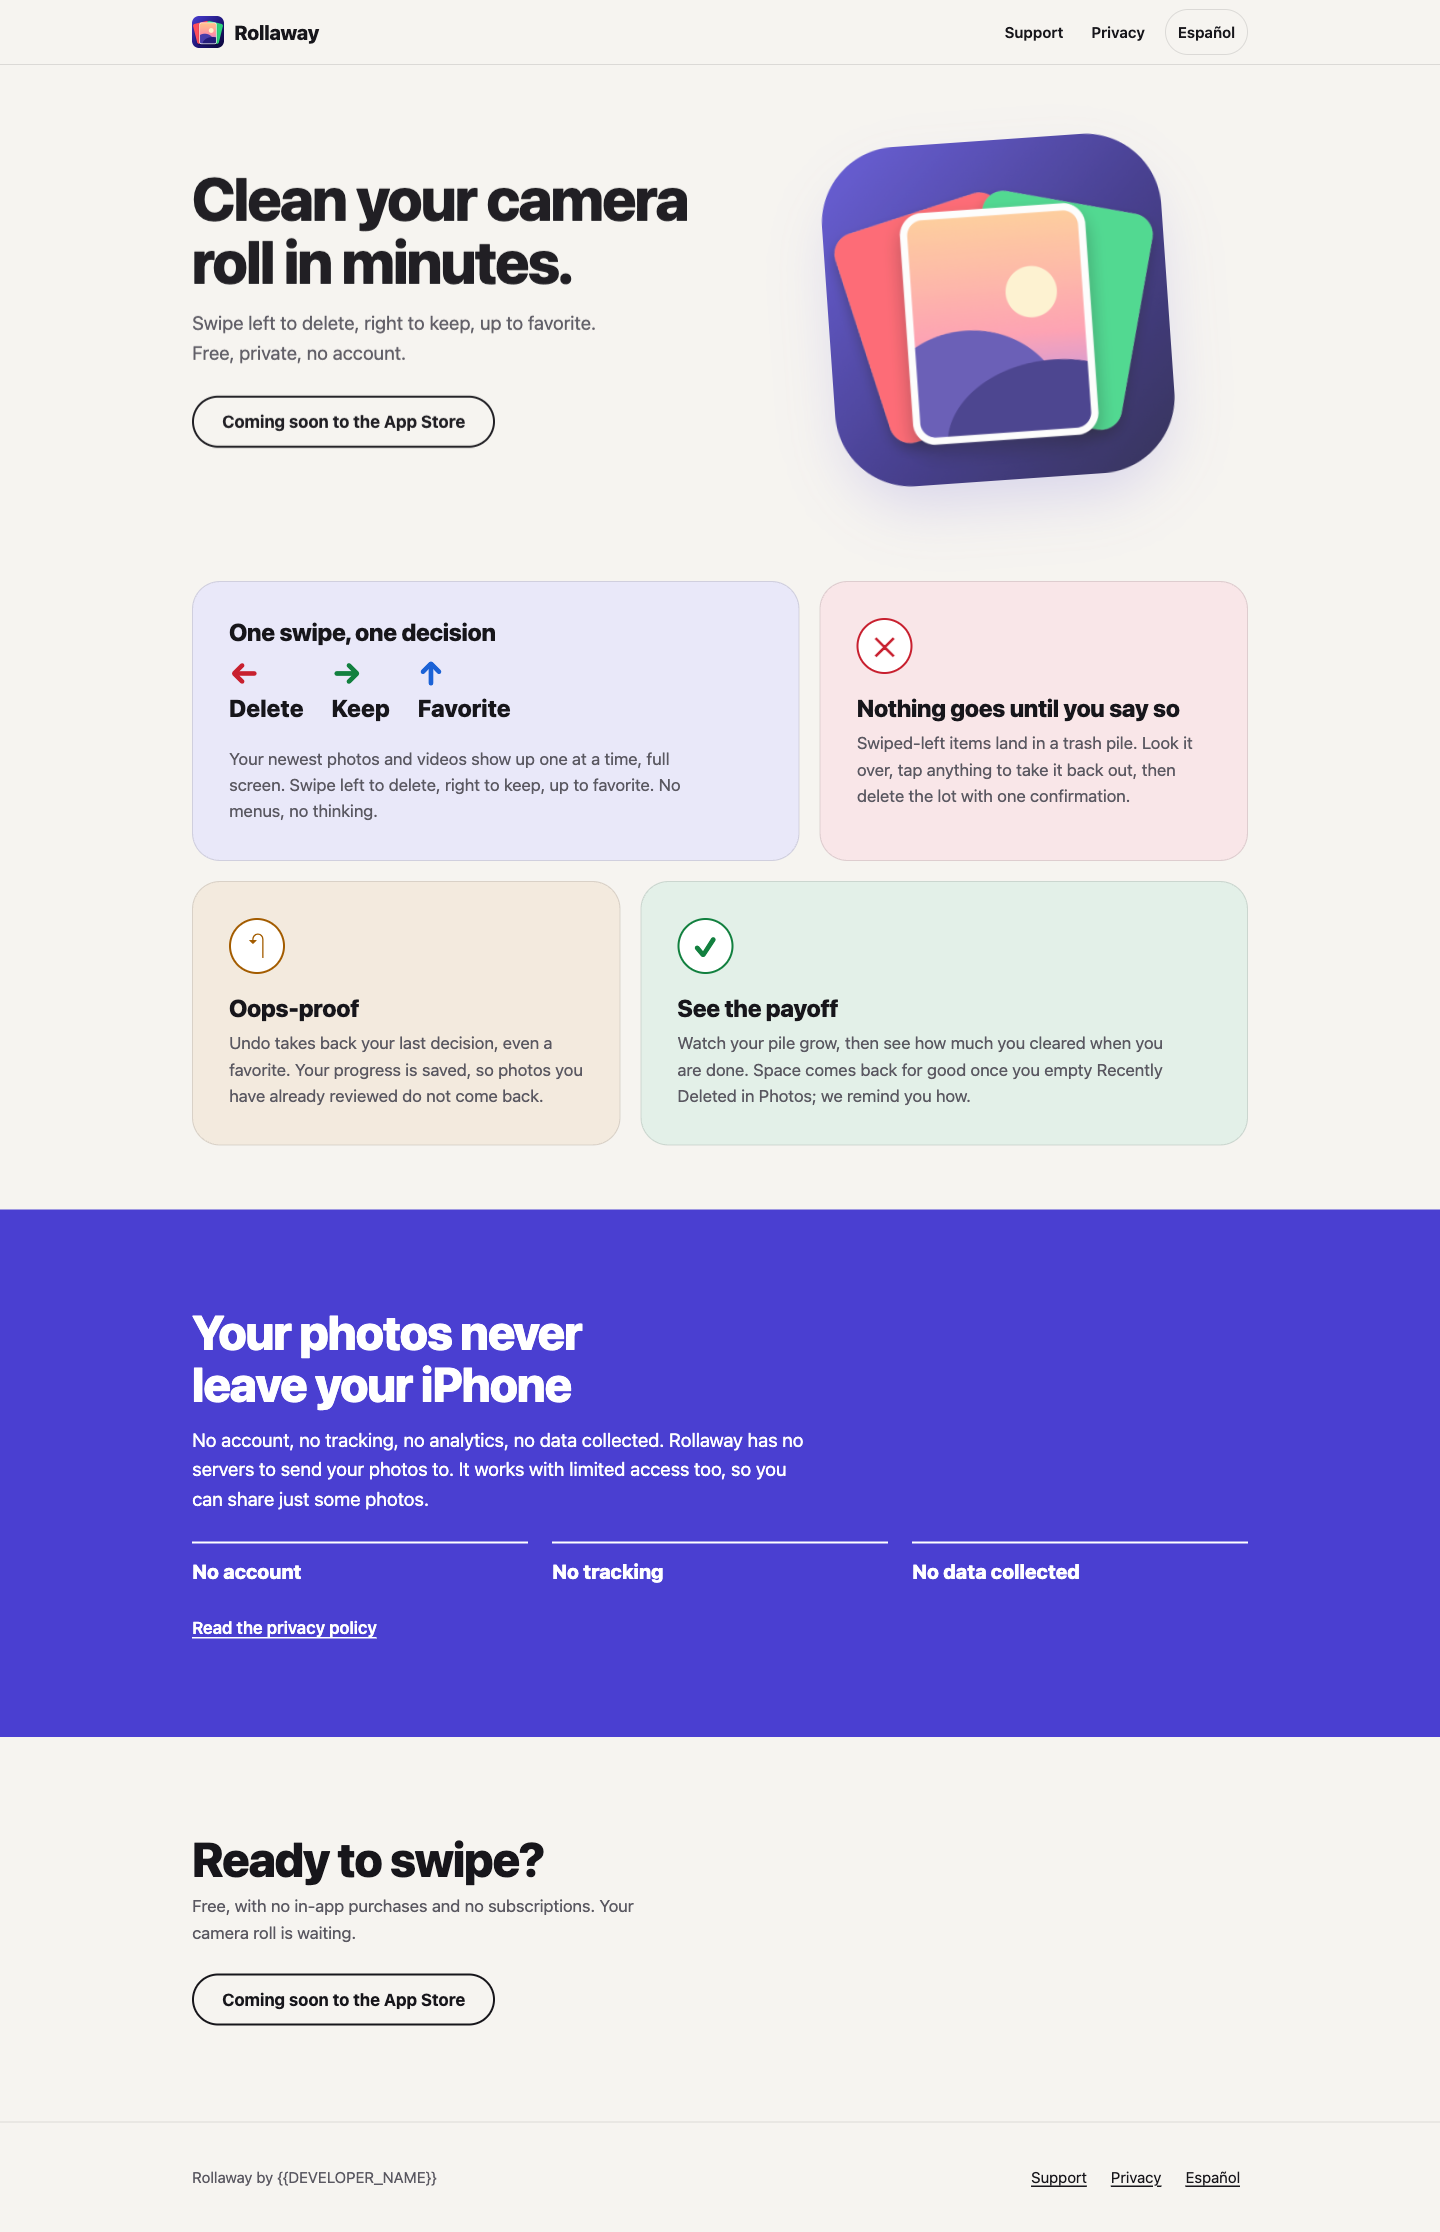 Rollaway
Support Privacy Español
Clean your camera
roll in minutes.
Swipe left to delete, right to keep, up to favorite.
Free, private, no account.
Coming soon to the App Store
One swipe, one decision
Delete Keep Favorite
Your newest photos and videos show up one at a time, full
screen. Swipe left to delete, right to keep, up to favorite. No
menus, no thinking.
Nothing goes until you say so
Swiped-left items land in a trash pile. Look it
over, tap anything to take it back out, then
delete the lot with one confirmation.
Oops-proof
Undo takes back your last decision, even a
favorite. Your progress is saved, so photos you
have already reviewed do not come back.
See the payoff
Watch your pile grow, then see how much you cleared when you
are done. Space comes back for good once you empty Recently
Deleted in Photos; we remind you how.
Your photos never
leave your iPhone
No account, no tracking, no analytics, no data collected. Rollaway has no
servers to send your photos to. It works with limited access too, so you
can share just some photos.
No account
No tracking
No data collected
Read the privacy policy
Ready to swipe?
Free, with no in-app purchases and no subscriptions. Your
camera roll is waiting.
Coming soon to the App Store
Rollaway by {{DEVELOPER_NAME}}
Support Privacy Español